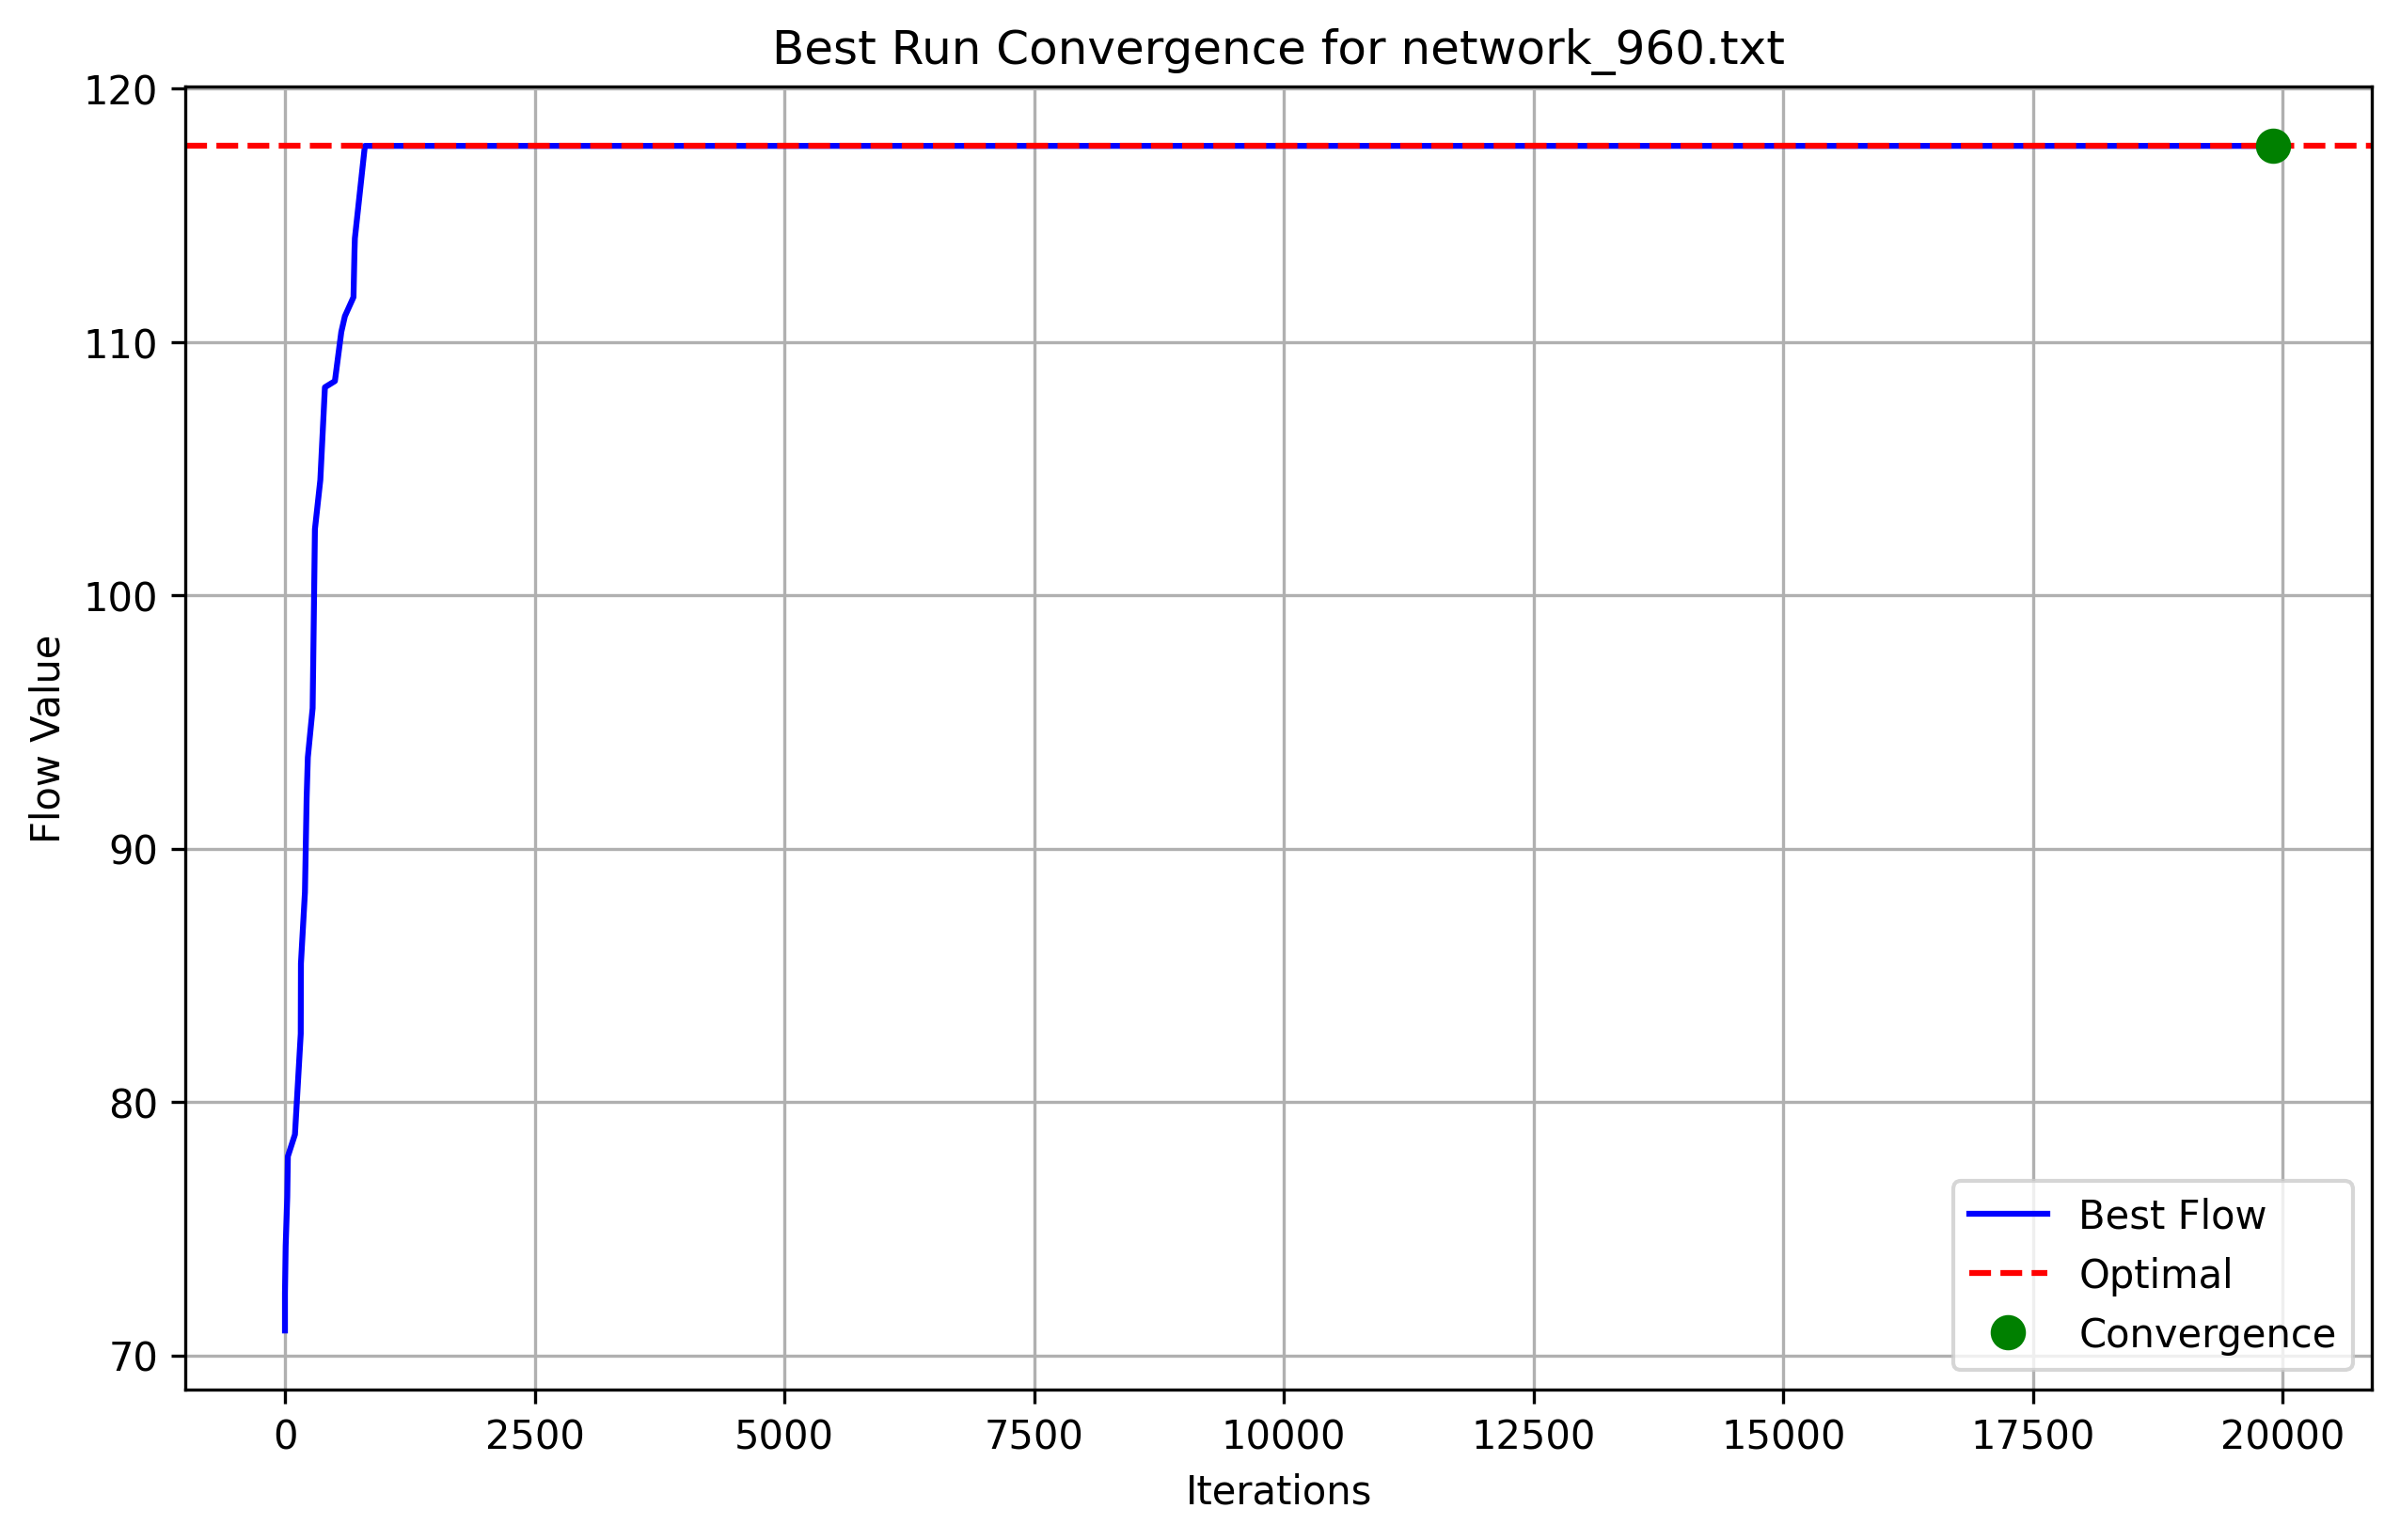 Best Run Convergence for network_960.txt
120
110
100
90
80
70
Flow Value
0 2500 5000 7500 10000 12500 15000 17500 20000
Iterations
Best Flow
Optimal
Convergence